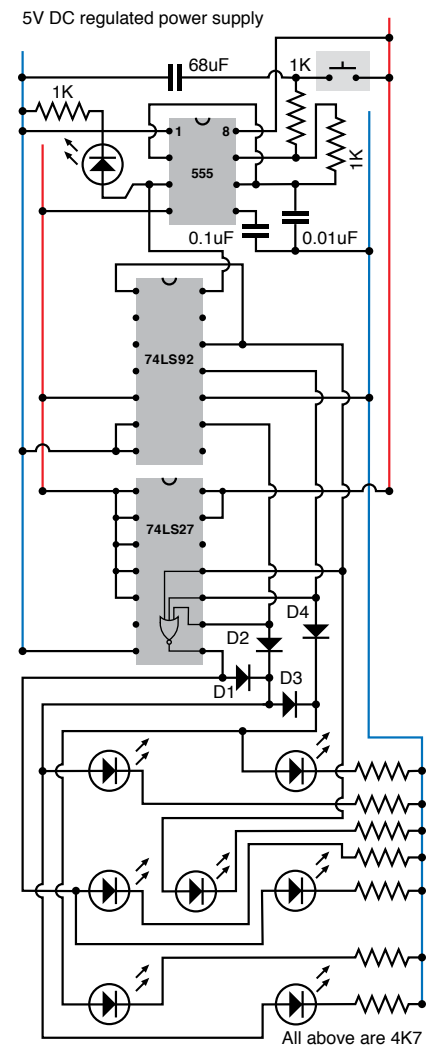 5V DC regulated power supply
68uF
1K
1K
1 8
555
1K
0.1uF
0.01uF
74LS92
74LS27
D2
D4
D1
D3
All above are 4K7